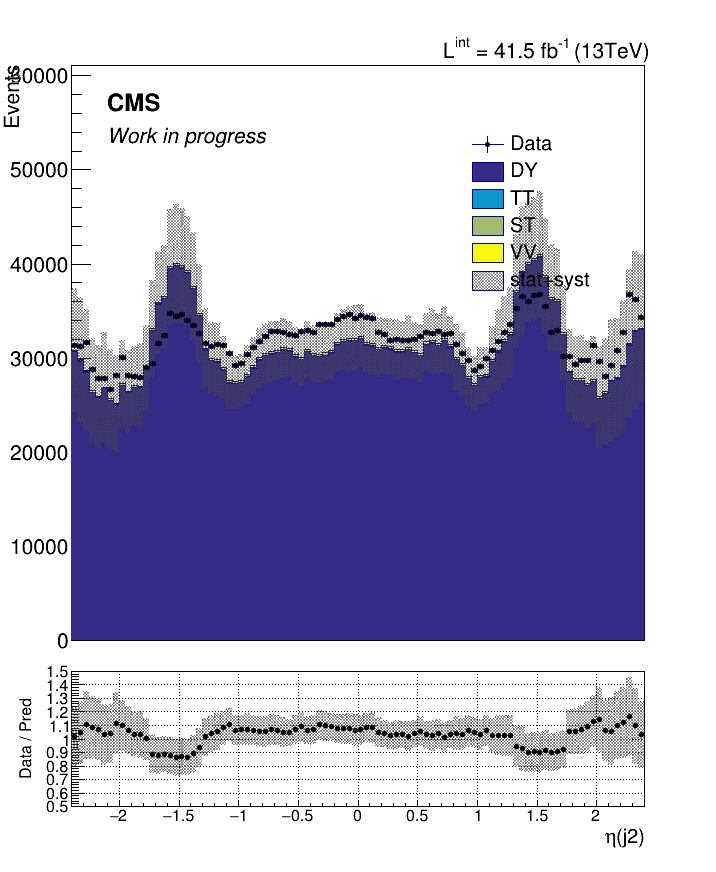 L^int = 41.5 fb^-1 (13TeV)
Events
60000
CMS
Work in progress
50000
40000
30000
20000
10000
0
Data
DY
TT
ST
VV
stat+syst
Data / Pred
1.5
1.4
1.3
1.2
1.1
1
0.9
0.8
0.7
0.6
0.5
−2 −1.5 −1 −0.5 0 0.5 1 1.5 2
η(j2)